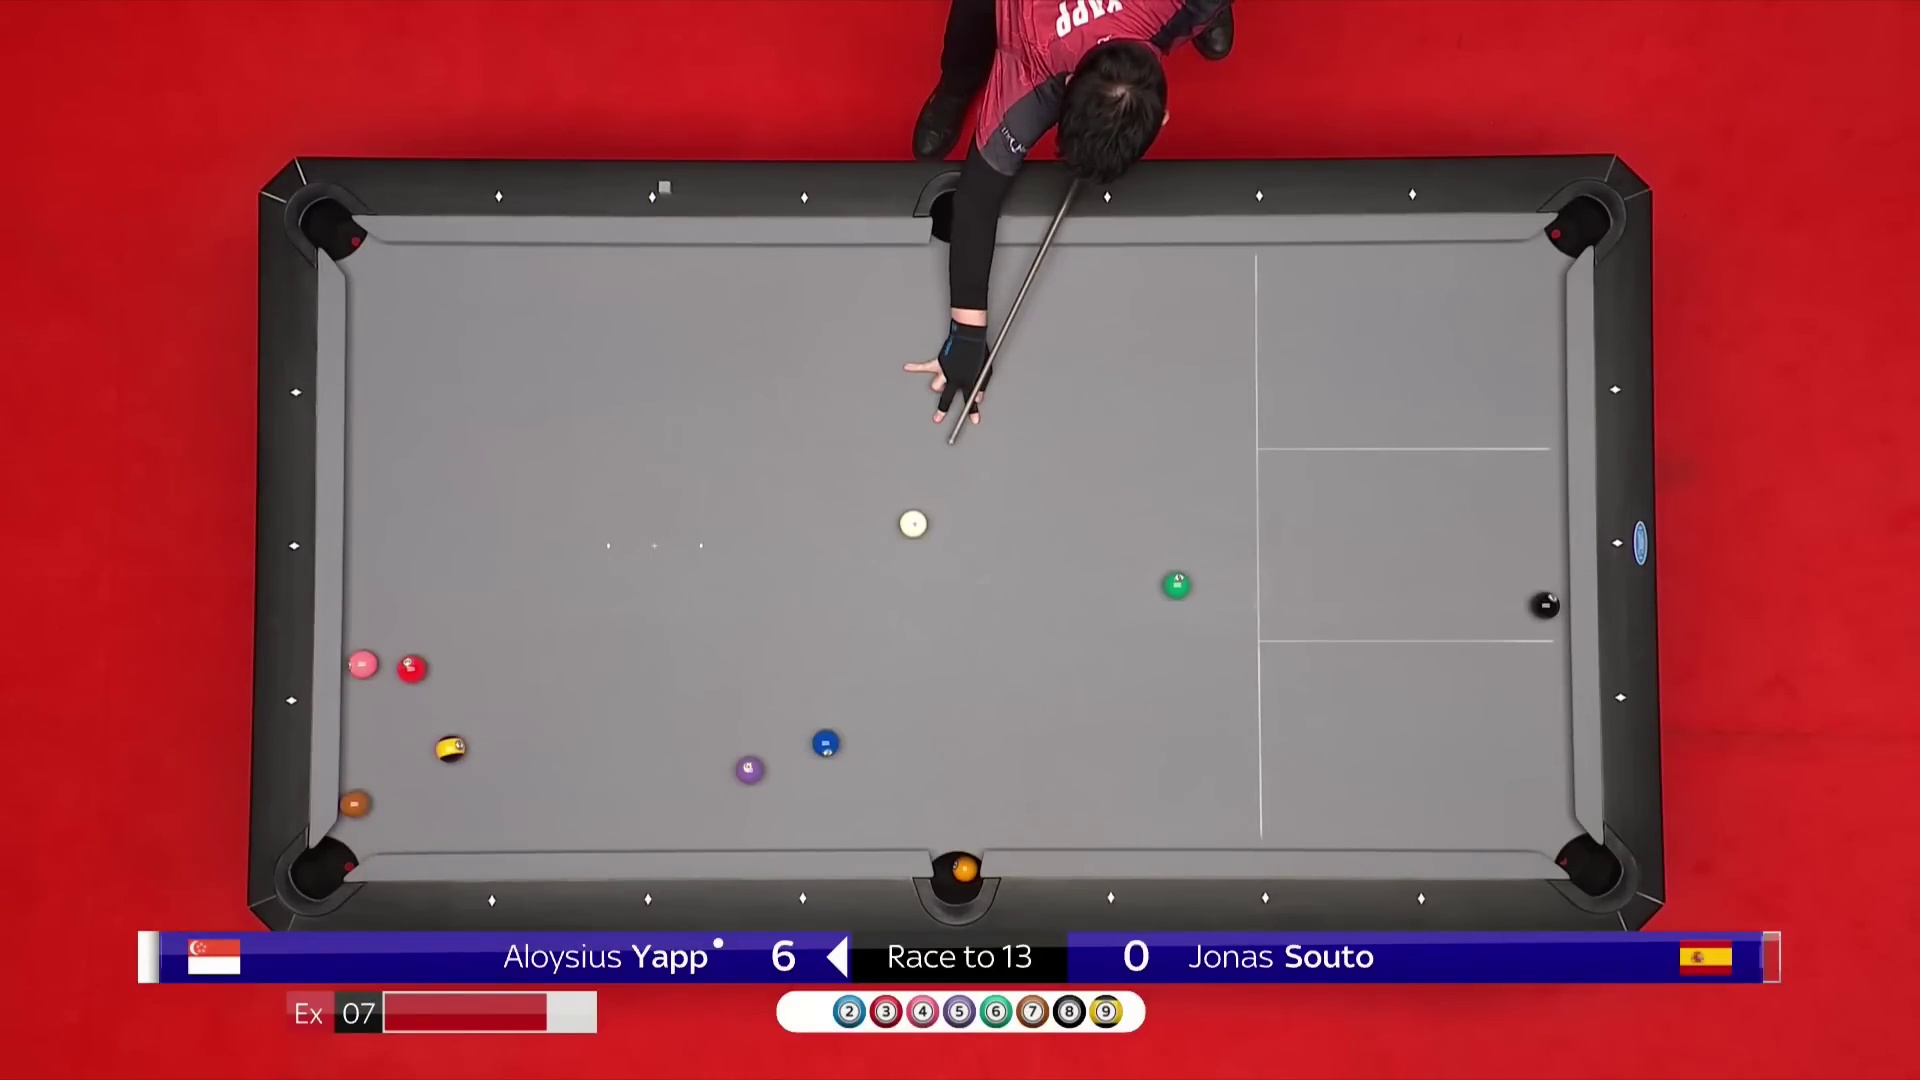 YAPP
Aloysius Yapp 6 Race to 13 0 Jonas Souto
Ex 07
2 3 4 5 6 7 8 9